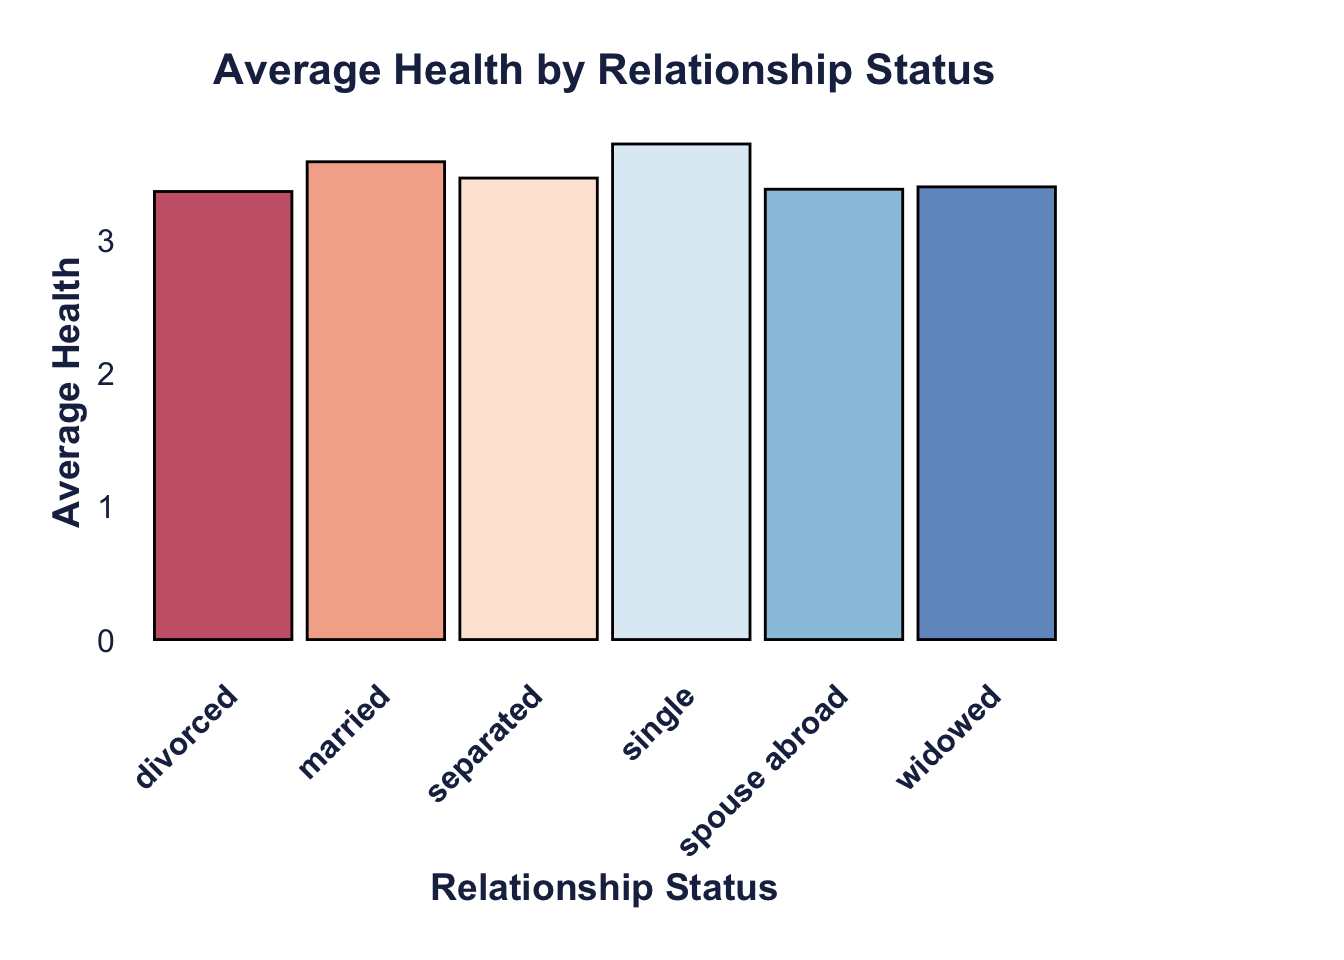 Average Health by Relationship Status
Average Health
3
2
1
0
divorced
married
separated
single
spouse abroad
widowed
Relationship Status